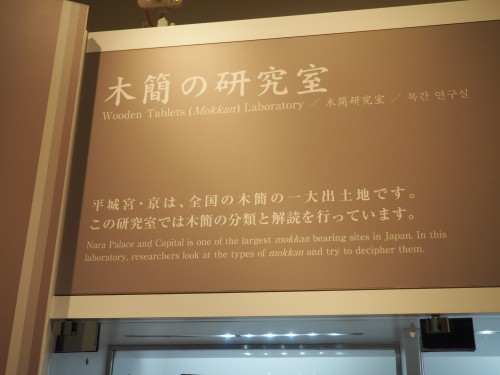 木簡の研究室
Wooden Tablets (Mokkan) Laboratory ／ 木简研究室 ／ 목간 연구실
平城宮・京は、全国の木簡の一大出土地です。
この研究室では木簡の分類と解読を行っています。
Nara Palace and Capital is one of the largest mokkan bearing sites in Japan. In this
laboratory, researchers look at the types of mokkan and try to decipher them.